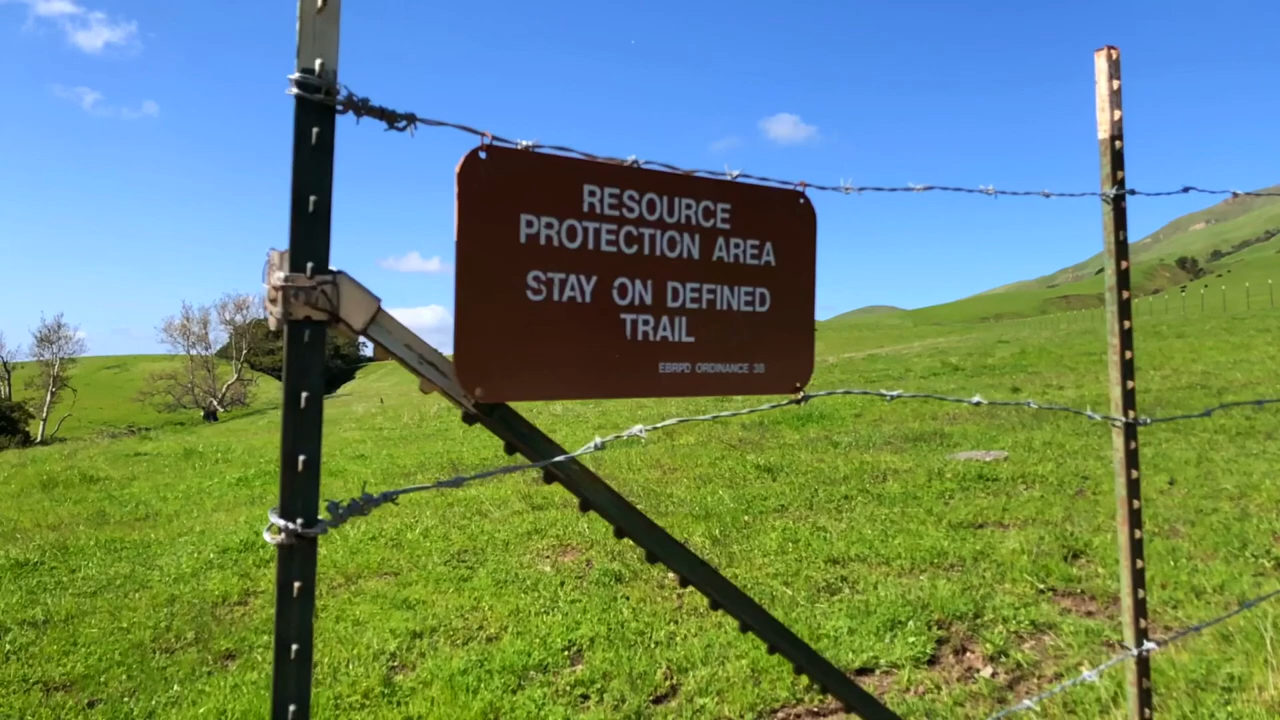 RESOURCE
PROTECTION AREA
STAY ON DEFINED
TRAIL
EBRPD ORDINANCE 38